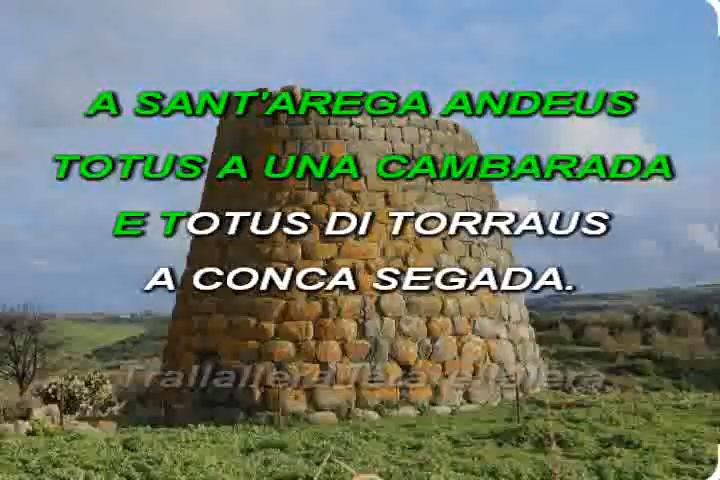 A SANT'AREGA ANDEUS
TOTUS A UNA CAMBARADA
E TOTUS DI TORRAUS
A CONCA SEGADA.